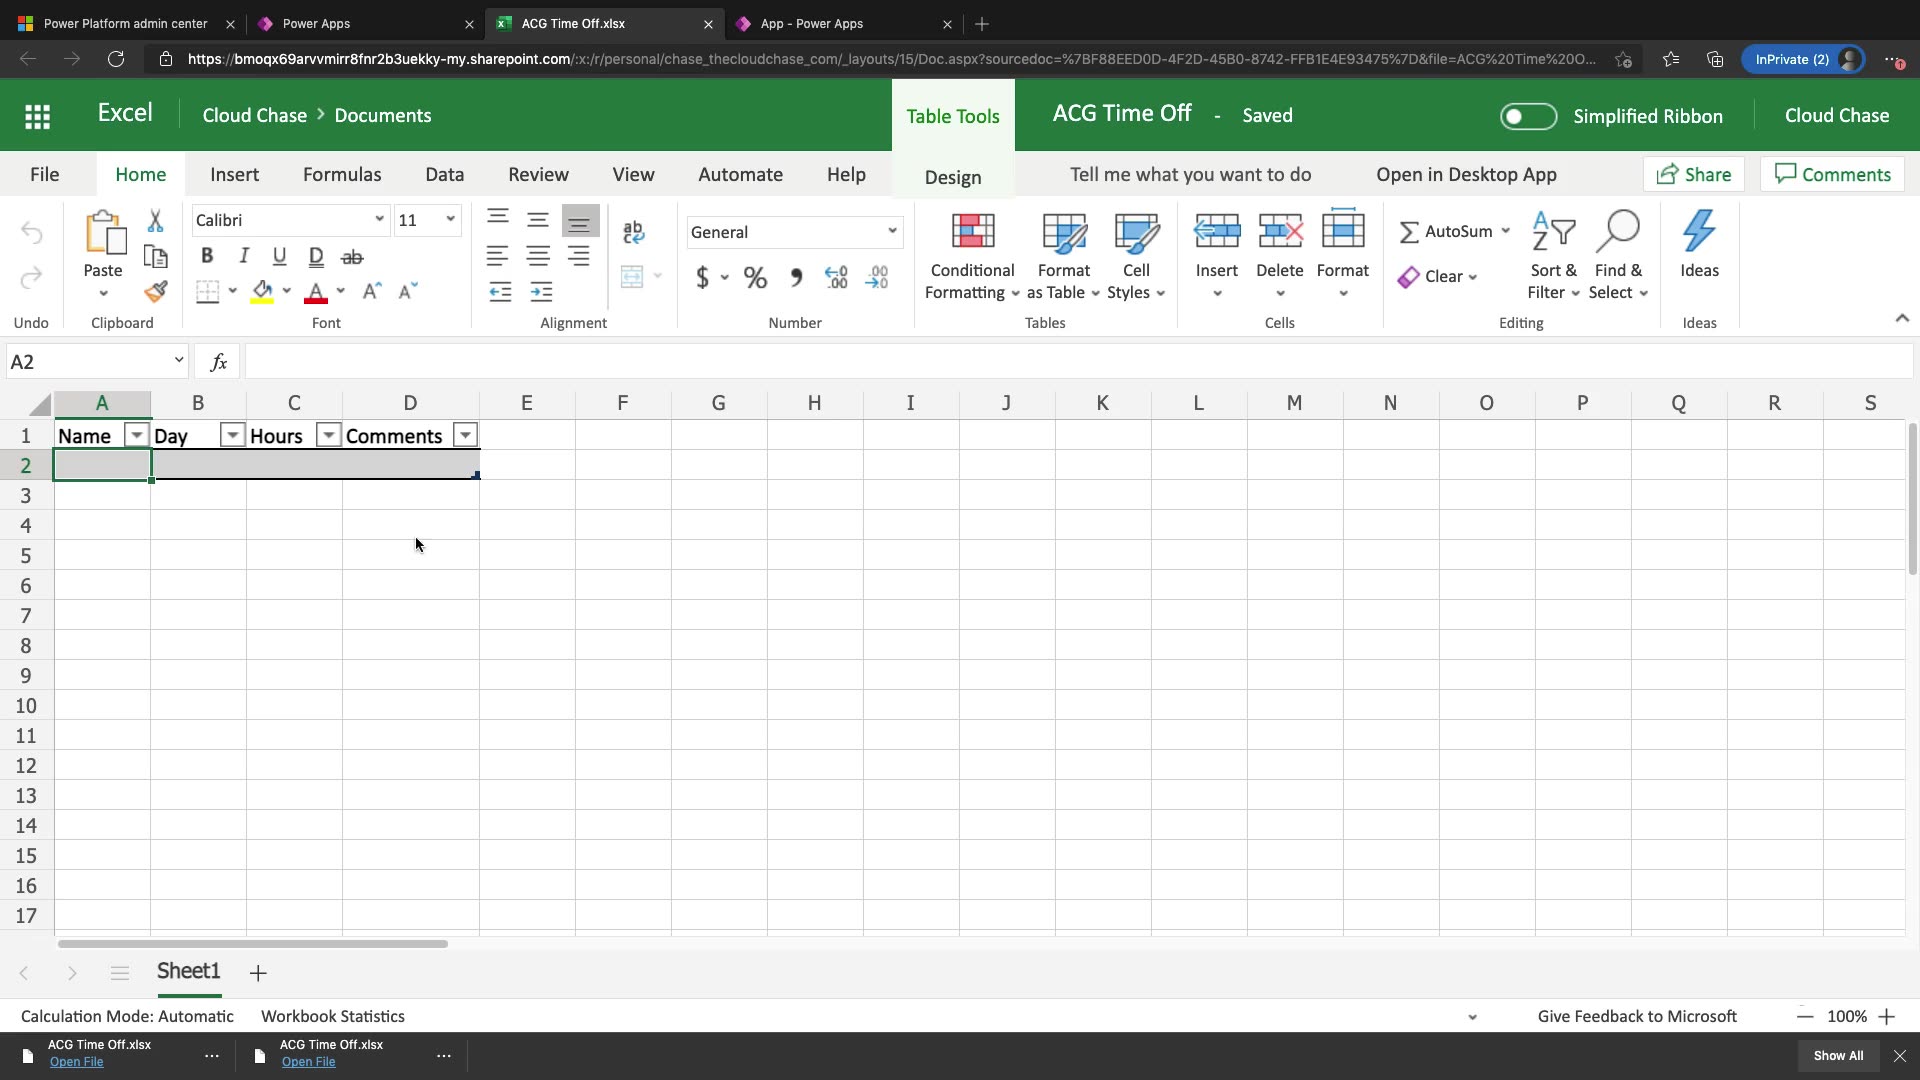 Power Platform admin center
Power Apps
ACG Time Off.xlsx
App - Power Apps
https://bmoqx69arvvmirr8fnr2b3uekky-my.sharepoint.com/:x:/r/personal/chase_thecloudchase_com/_layouts/15/Doc.aspx?sourcedoc=%7BF88EED0D-4F2D-45B0-8742-FFB1E4E93475%7D&file=ACG%20Time%20O...
InPrivate (2)
Excel
Cloud Chase > Documents
Table Tools
ACG Time Off - Saved
Simplified Ribbon
Cloud Chase
File Home Insert Formulas Data Review View Automate Help Design
Tell me what you want to do
Open in Desktop App
Share
Comments
Calibri 11
General
Paste
B I U D ab
A A A
$ % 9
Conditional Formatting
Format as Table
Cell Styles
Insert
Delete
Format
AutoSum
Clear
Sort & Filter
Find & Select
Ideas
Undo Clipboard Font Alignment Number Tables Cells Editing Ideas
A2
fx
A B C D E F G H I J K L M N O P Q R S
1 Name Day Hours Comments
2
3
4
5
6
7
8
9
10
11
12
13
14
15
16
17
Sheet1
Calculation Mode: Automatic Workbook Statistics
Give Feedback to Microsoft
100%
ACG Time Off.xlsx
Open File
ACG Time Off.xlsx
Open File
Show All